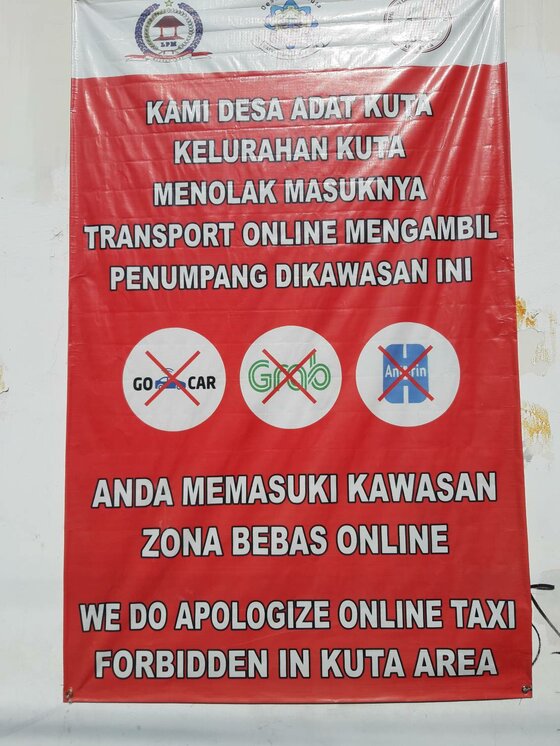 LPM
KAMI DESA ADAT KUTA
KELURAHAN KUTA
MENOLAK MASUKNYA
TRANSPORT ONLINE MENGAMBIL
PENUMPANG DIKAWASAN INI
GO CAR
Grab
ANDA MEMASUKI KAWASAN
ZONA BEBAS ONLINE
WE DO APOLOGIZE ONLINE TAXI
FORBIDDEN IN KUTA AREA